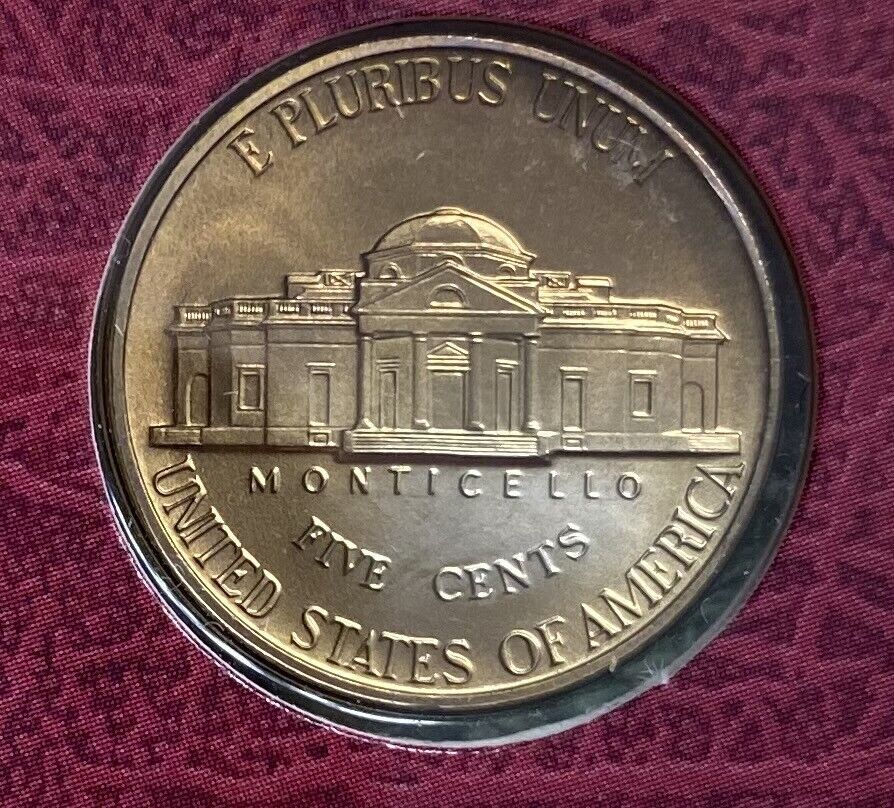 E PLURIBUS UNUM
MONTICELLO
FIVE CENTS
UNITED STATES OF AMERICA